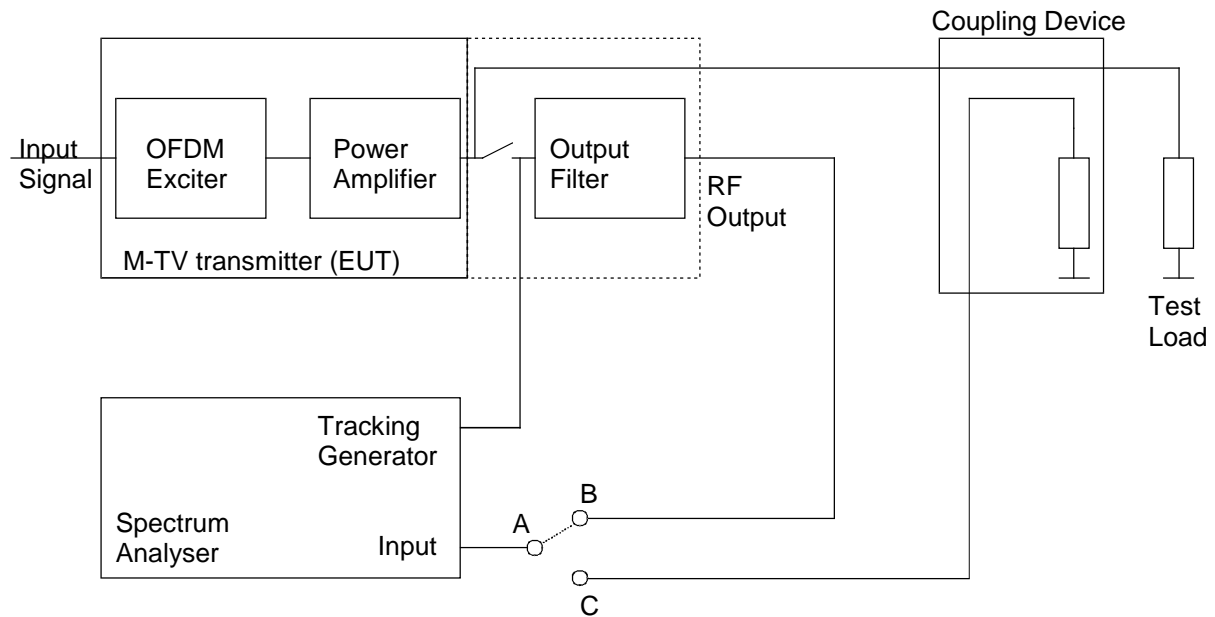 Coupling Device
Input
Signal
OFDM
Exciter
Power
Amplifier
Output
Filter
RF
Output
M-TV transmitter (EUT)
Test
Load
Tracking
Generator
Spectrum
Analyser
Input
A
B
C